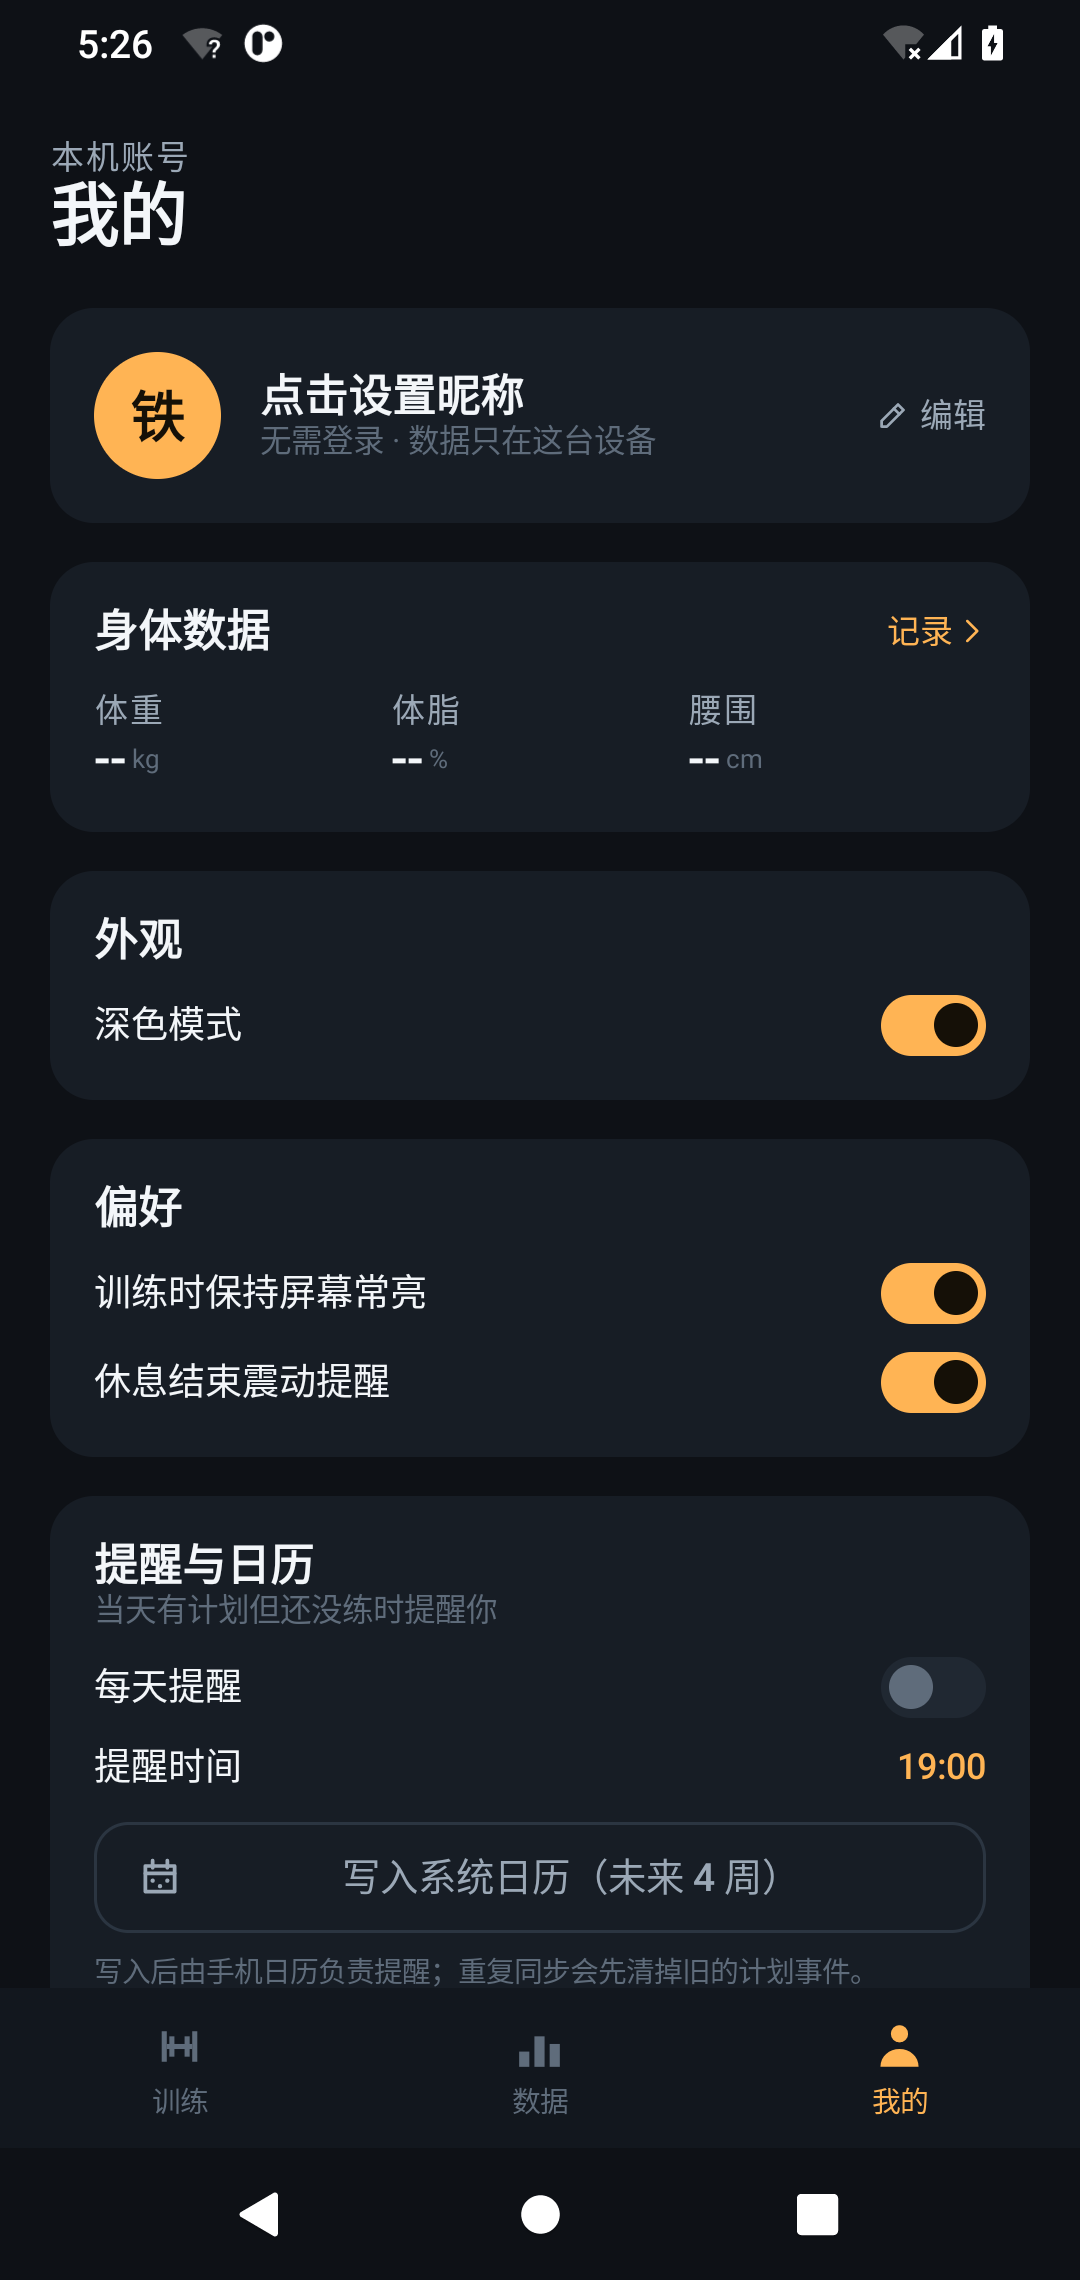 5:26
本机账号
我的
铁
点击设置昵称
无需登录 · 数据只在这台设备
编辑
身体数据
记录
体重
体脂
腰围
-- kg
-- %
-- cm
外观
深色模式
偏好
训练时保持屏幕常亮
休息结束震动提醒
提醒与日历
当天有计划但还没练时提醒你
每天提醒
提醒时间
19:00
写入系统日历（未来 4 周）
写入后由手机日历负责提醒；重复同步会先清掉旧的计划事件。
训练
数据
我的